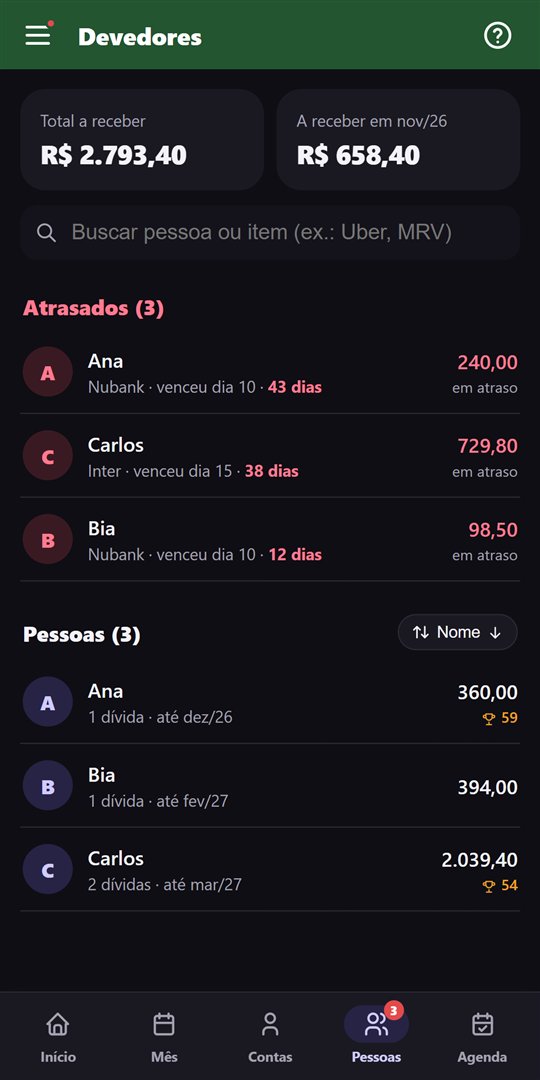 Devedores
Total a receber
R$ 2.793,40
A receber em nov/26
R$ 658,40
Buscar pessoa ou item (ex.: Uber, MRV)
Atrasados (3)
A
Ana
240,00
Nubank · venceu dia 10 · 43 dias
em atraso
C
Carlos
729,80
Inter · venceu dia 15 · 38 dias
em atraso
B
Bia
98,50
Nubank · venceu dia 10 · 12 dias
em atraso
Pessoas (3)
Nome
A
Ana
360,00
1 dívida · até dez/26
59
B
Bia
394,00
1 dívida · até fev/27
C
Carlos
2.039,40
2 dívidas · até mar/27
54
3
Início
Mês
Contas
Pessoas
Agenda